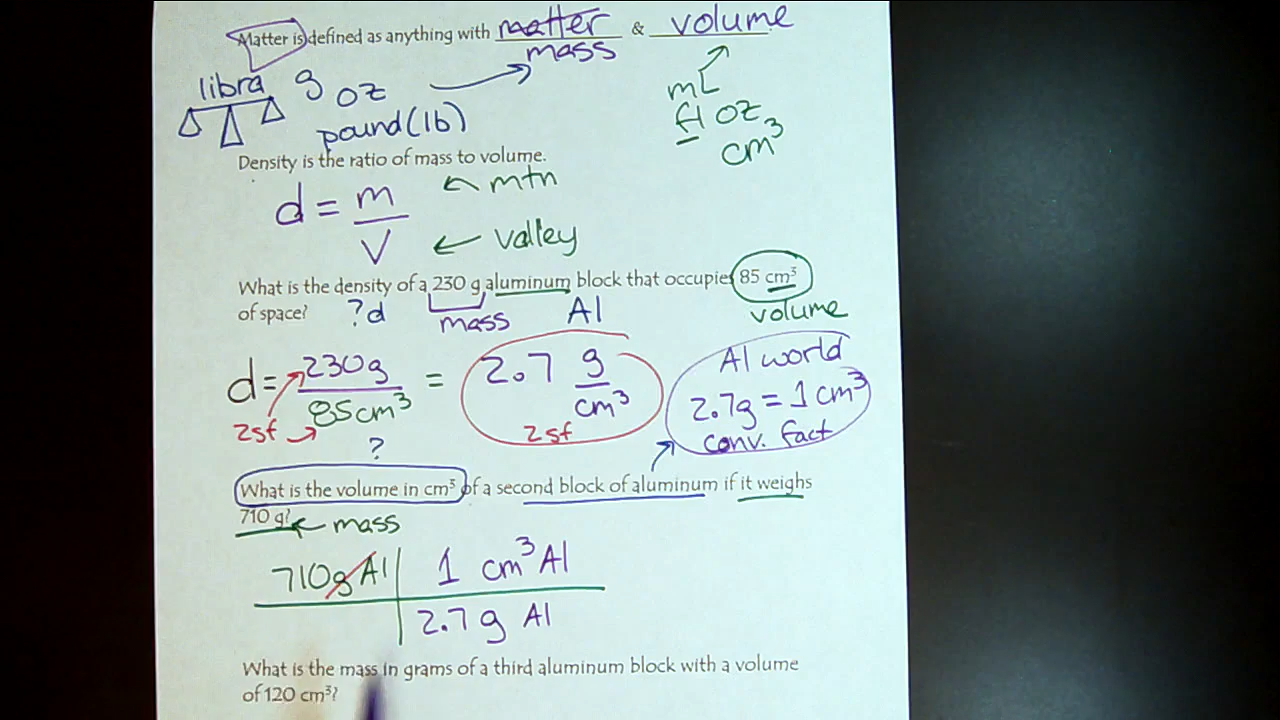 Matter is defined as anything with matter & volume
mass
libra g oz
pound(lb)
mL
fl oz
cm³
Density is the ratio of mass to volume.
d = m ← mtn
V ← valley
What is the density of a 230 g aluminum block that occupies 85 cm³
of space? ?d mass Al volume
d = 230g = 2.7 g
85cm³ cm³
2sf 2sf
?
Al world
2.7g = 1 cm³
conv. fact
What is the volume in cm³ of a second block of aluminum if it weighs
710 g? ← mass
710g Al 1 cm³ Al
2.7 g Al
What is the mass in grams of a third aluminum block with a volume
of 120 cm³?